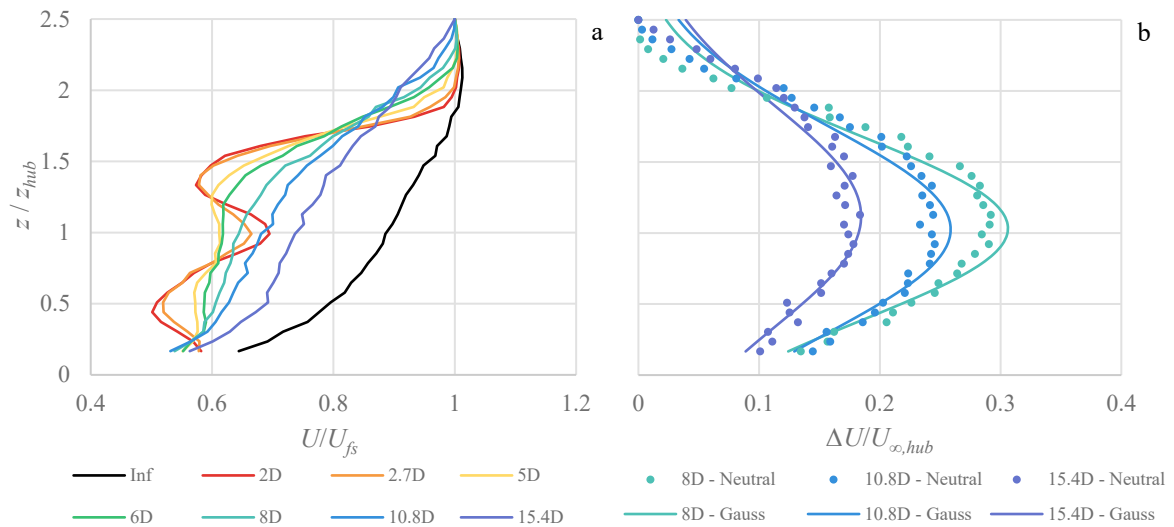 2.5
a
b
2
1.5
1
0.5
0
z / z_hub
0.4
0.6
0.8
1
1.2
0
0.1
0.2
0.3
0.4
U/U_fs
ΔU/U_∞,hub
Inf
2D
2.7D
5D
6D
8D
10.8D
15.4D
8D - Neutral
10.8D - Neutral
15.4D - Neutral
8D - Gauss
10.8D - Gauss
15.4D - Gauss